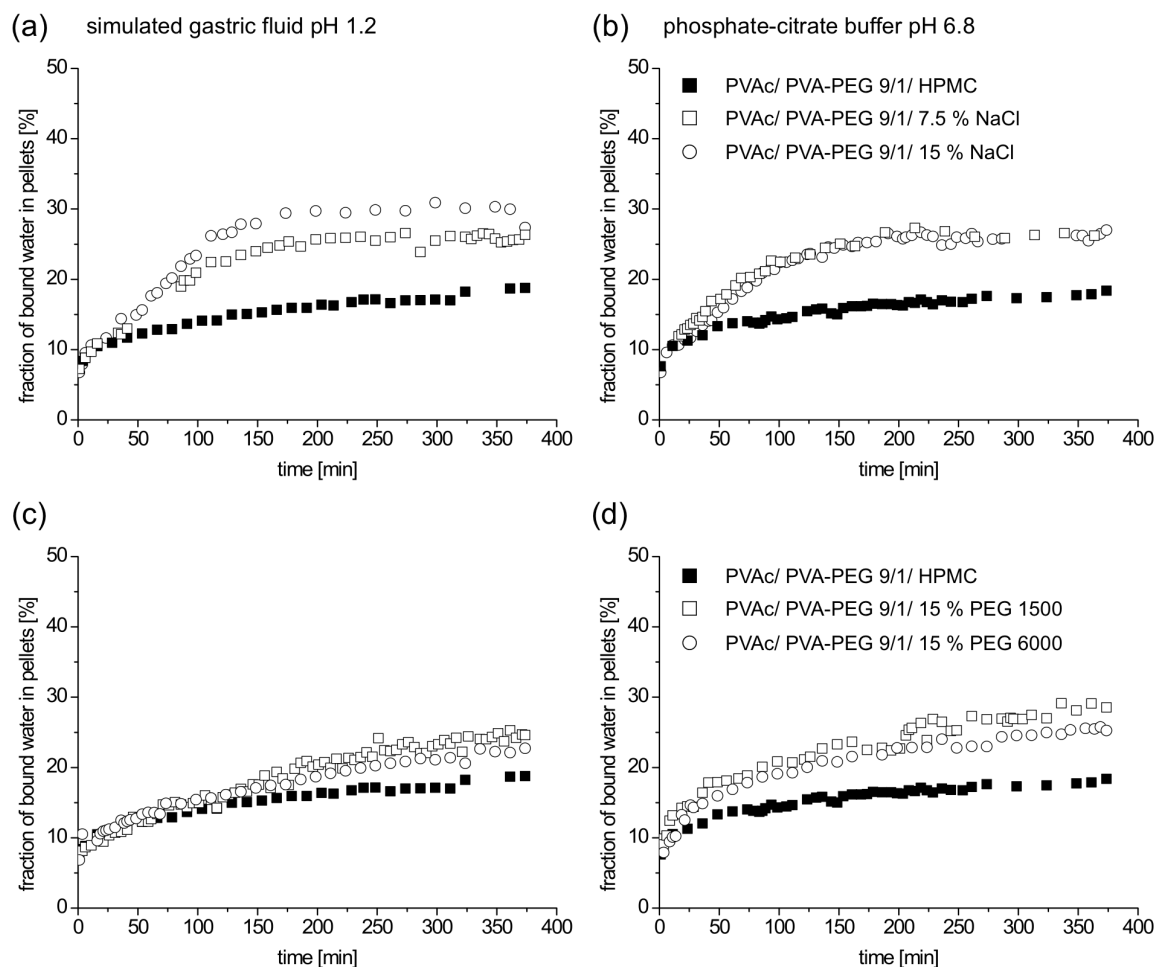 (a) simulated gastric fluid pH 1.2
(b) phosphate-citrate buffer pH 6.8
fraction of bound water in pellets [%]
50
40
30
20
10
0
0 50 100 150 200 250 300 350 400
time [min]
fraction of bound water in pellets [%]
50
40
30
20
10
0
PVAc/ PVA-PEG 9/1/ HPMC
PVAc/ PVA-PEG 9/1/ 7.5 % NaCl
PVAc/ PVA-PEG 9/1/ 15 % NaCl
0 50 100 150 200 250 300 350 400
time [min]
(c)
fraction of bound water in pellets [%]
50
40
30
20
10
0
0 50 100 150 200 250 300 350 400
time [min]
(d)
fraction of bound water in pellets [%]
50
40
30
20
10
0
PVAc/ PVA-PEG 9/1/ HPMC
PVAc/ PVA-PEG 9/1/ 15 % PEG 1500
PVAc/ PVA-PEG 9/1/ 15 % PEG 6000
0 50 100 150 200 250 300 350 400
time [min]